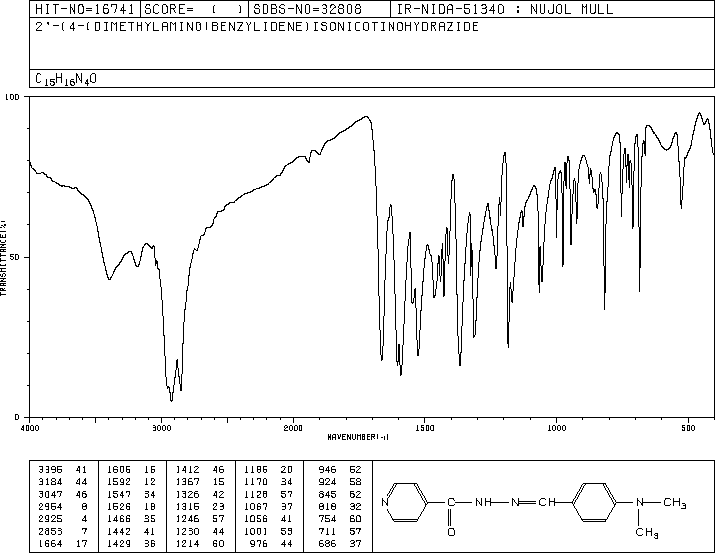 HIT-NO=16741 SCORE= ( ) SDBS-NO=32808 IR-NIDA-51340 : NUJOL MULL
2'-(4-(DIMETHYLAMINO)BENZYLIDENE)ISONICOTINOHYDRAZIDE
C15H16N4O
100
50
0
TRANSMITTANCE(%)
4000 3000 2000 1500 1000 500
WAVENUMBER(-1)
3395 41 1606 16 1412 46 1186 20 946 52
3184 44 1592 12 1367 15 1170 34 924 58
3047 46 1547 34 1326 42 1128 57 845 62
2954 8 1526 18 1315 23 1067 37 818 32
2925 4 1466 35 1246 57 1056 41 754 60
2853 7 1442 41 1230 44 1001 55 711 57
1664 17 1429 36 1214 60 976 44 686 37
N C NH N CH N CH3
O CH3